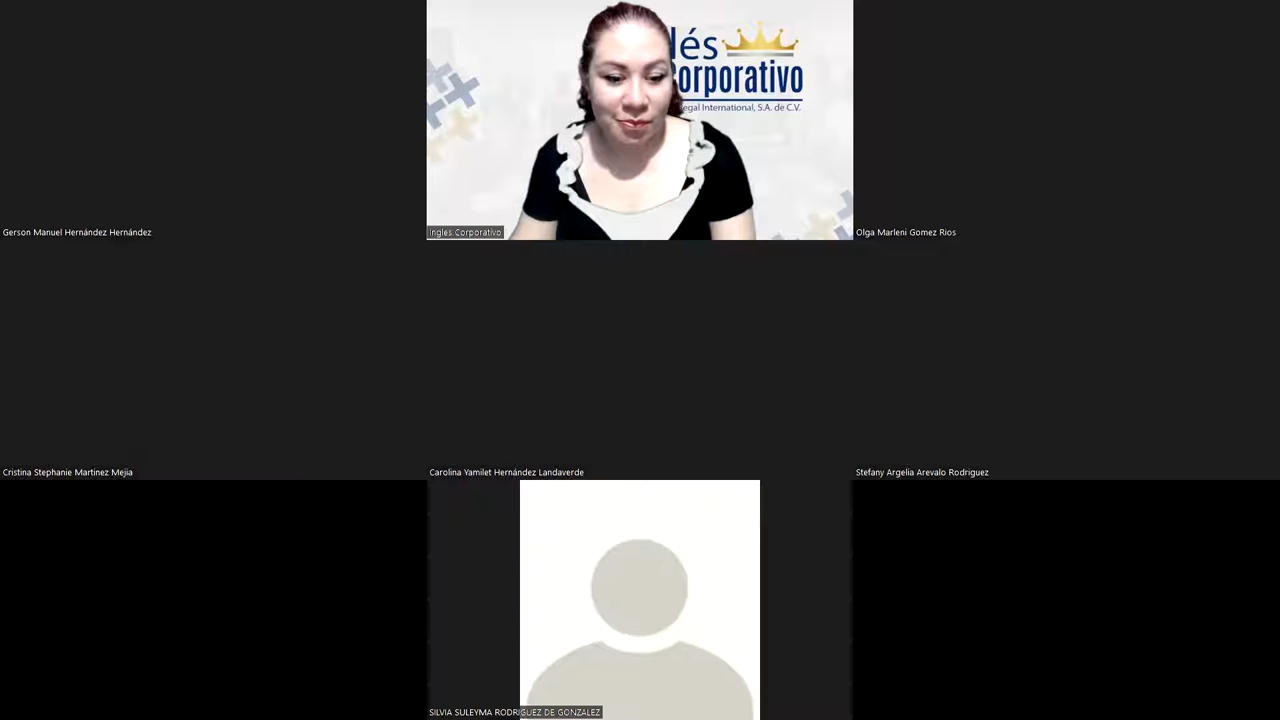 lés
orporativo
egal International, S.A. de C.V.
Gerson Manuel Hernández Hernández
Ingles Corporativo
Olga Marleni Gomez Rios
Cristina Stephanie Martinez Mejia
Carolina Yamilet Hernández Landaverde
Stefany Argelia Arevalo Rodriguez
SILVIA SULEYMA RODRIGUEZ DE GONZALEZ